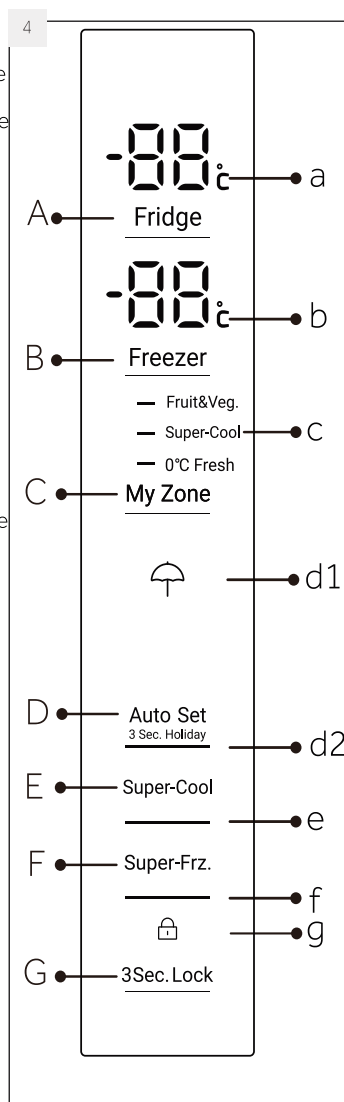 4
e
e
-88°c
a
A
Fridge
-88°c
b
B
Freezer
Fruit&Veg.
Super-Cool
c
0°C Fresh
C
My Zone
e
d1
D
Auto Set
3 Sec. Holiday
d2
E
Super-Cool
e
F
Super-Frz.
f
g
G
3Sec. Lock